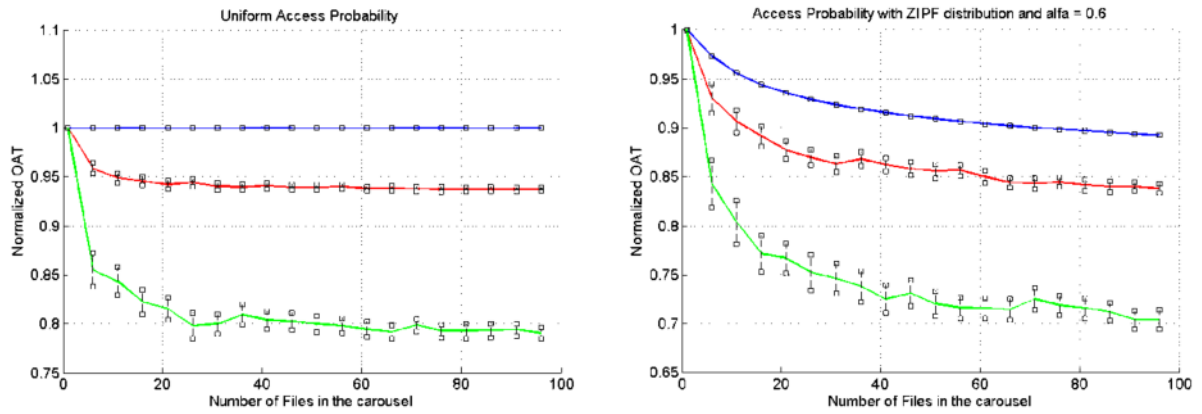 Uniform Access Probability
1.1
1.05
1
0.95
0.9
0.85
0.8
0.75
Normalized OAT
0 20 40 60 80 100
Number of Files in the carousel
Access Probability with ZIPF distribution and alfa = 0.6
1
0.95
0.9
0.85
0.8
0.75
0.7
0.65
Normalized OAT
0 20 40 60 80 100
Number of Files in the carousel